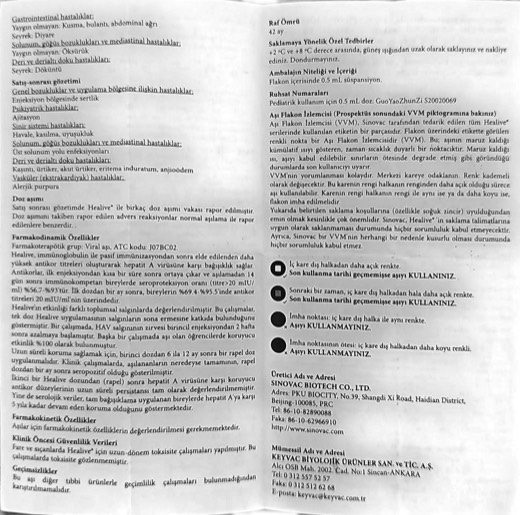 Gastrointestinal hastalıklar:
Yaygın olmayan: Kusma, bulantı, abdominal ağrı
Seyrek: Diyare
Solunum, göğüs bozuklukları ve mediastinal hastalıklar:
Yaygın olmayan: Öksürük
Deri ve derialtı doku hastalıkları:
Seyrek: Döküntü
Satış-sonrası gözetimi
Genel bozukluklar ve uygulama bölgesine ilişkin hastalıklar:
Enjeksiyon bölgesinde sertlik
Psikiyatrik hastalıklar:
Ajitasyon
Sinir sistemi hastalıkları:
Havale, kasılma, uyuşukluk
Solunum, göğüs bozuklukları ve mediastinal hastalıklar:
Üst solunum yolu enfeksiyonları
Deri ve derialtı doku hastalıkları:
Kaşıntı, ürtiker, akut ürtiker, eritema induratum, anjioödem
Vasküler (ekstrakardiyak) hastalıklar:
Alerjik purpura
Doz aşımı
Satış sonrası gözetimde Healive® ile birkaç doz aşımı vakası rapor edilmiştir.
Doz aşımını takiben rapor edilen advers reaksiyonlar normal aşılama ile rapor
edilenlere benzerdir.
Farmakodinamik Özellikler
Farmakoterapötik grup: Viral aşı, ATC kodu: J07BC02
Healive, immünoglobulin ile pasif immünizasyondan sonra elde edilenden daha
yüksek antikor titreleri oluşturarak hepatit A virüsüne karşı bağışıklık sağlar.
Antikorlar, ilk enjeksiyondan kısa bir süre sonra ortaya çıkar ve aşılamadan 14
gün sonra immünokompetan bireylerde seroproteksiyon oranı (titre≥20 mIU/
ml) %56.7-%93'tür. İlk dozdan bir ay sonra, bireylerin %69.4-%95.5'inde antikor
titreleri 20 mIU/ml'nin üzerindedir.
Healive'in etkinliği farklı toplumsal salgınlarda değerlendirilmiştir. Bu çalışmalar,
tek doz Healive uygulamasının salgınların sona ermesine katkıda bulunduğunu
göstermiştir. Bir çalışmada, HAV salgınının zirvesi birincil enjeksiyondan 2 hafta
sonra azalmaya başlamıştır. Başka bir çalışmada aşı olan öğrencilerde koruyucu
etkinlik %100 olarak bulunmuştur.
Uzun süreli koruma sağlamak için, birinci dozdan 6 ila 12 ay sonra bir rapel doz
uygulanmalıdır. Klinik çalışmalarda, aşılananların neredeyse tamamının, rapel
dozdan bir ay sonra seropozitif olduğu gösterilmiştir.
İkinci bir Healive dozundan (rapel) sonra hepatit A virüsüne karşı koruyucu
antikor düzeylerinin uzun süreli persistansı tam olarak değerlendirilmemiştir.
Yine de serolojik veriler, tam bağışıklama uygulanan bireylerde hepatite A'ya karşı
5 yıla kadar devam eden koruma olduğunu göstermektedir.
Farmakokinetik Özellikler
Aşılar için farmakokinetik özelliklerin değerlendirilmesi gerekmemektedir.
Klinik Öncesi Güvenlilik Verileri
Fare ve sıçanlarda Healive® için uzun-dönem toksisite çalışmaları yapılmıştır. Bu
çalışmalarda toksisite gözlenmemiştir.
Geçimsizlikler
Bu aşı diğer tıbbi ürünlerle geçimlilik çalışmaları bulunmadığından
karıştırılmamalıdır.
Raf Ömrü
42 ay
Saklamaya Yönelik Özel Tedbirler
+2 °C ve +8 °C derece arasında, güneş ışığından uzak olarak saklayınız ve nakliye
ediniz. Dondurmayınız.
Ambalajın Niteliği ve İçeriği
Flakon içerisinde 0.5 mL süspansiyon.
Ruhsat Numaraları
Pediatrik kullanım için 0.5 mL doz: GuoYaoZhunZi S20020069
Aşı Flakon İzlemcisi (Prospektüs sonundaki VVM piktogramına bakınız)
Aşı Flakon İzlemcisi (VVM), Sinovac tarafından tedarik edilen tüm Healive®
serilerinde kullanılan etiketin bir parçasıdır. Flakon üzerindeki etikette görülen
renkli nokta bir Aşı Flakon İzlemcisidir (VVM). Bu; aşının maruz kaldığı
kümülatif ısıyı gösteren, zaman-sıcaklık duyarlı bir noktacıktır. Maruz kaldığı
ısı, aşıyı kabul edilebilir sınırların ötesinde degrade etmiş gibi göründüğü
durumlarda son kullanıcıyı uyarır.
VVM'nin yorumlanması kolaydır. Merkezi kareye odaklanın. Renk kademeli
olarak değişecektir. Bu karenin rengi halkanın renginden daha açık olduğu sürece
aşı kullanılabilir. Karenin rengi halkanın rengi ile aynı ise ya da daha koyu ise,
flakon imha edilmelidir
Yukarıda belirtilen saklama koşullarına (özellikle soğuk zincir) uyulduğundan
emin olmak kesinlikle çok önemlidir. Sinovac, Healive®'in saklama talimatlarına
uygun olarak saklanmaması durumunda hiçbir sorumluluk kabul etmeyecektir.
Ayrıca, Sinovac bir VVM'nin herhangi bir nedenle kusurlu olması durumunda
hiçbir sorumluluk kabul etmez.
İç kare dış halkadan daha açık renkte.
Son kullanma tarihi geçmemişse aşıyı KULLANINIZ.
Sonraki bir zaman, iç kare dış halkadan hala daha açık renkte.
Son kullanma tarihi geçmemişse aşıyı KULLANINIZ.
İmha noktası: iç kare dış halka ile aynı renkte.
Aşıyı KULLANMAYINIZ.
İmha noktasının ötesi: iç kare dış halkadan daha koyu renkli.
Aşıyı KULLANMAYINIZ.
Üretici Adı ve Adresi
SINOVAC BIOTECH CO., LTD.
Adres: PKU BIOCITY, No.39, Shangdi Xi Road, Haidian District,
Beijing-100085, PRC
Tel: 86-10-82890088
Faks: 86-10-62966910
http://www.sinovac.com
Mümessil Adı ve Adresi
KEYVAC BİYOLOJİK ÜRÜNLER SAN. ve TİC. A.Ş.
Alcı OSB Mah. 2002. Cad. No:1 Sincan-ANKARA
Tel: 0 312 557 52 57
Faks: 0 312 512 62 68
E-posta: keyvac@keyvac.com.tr